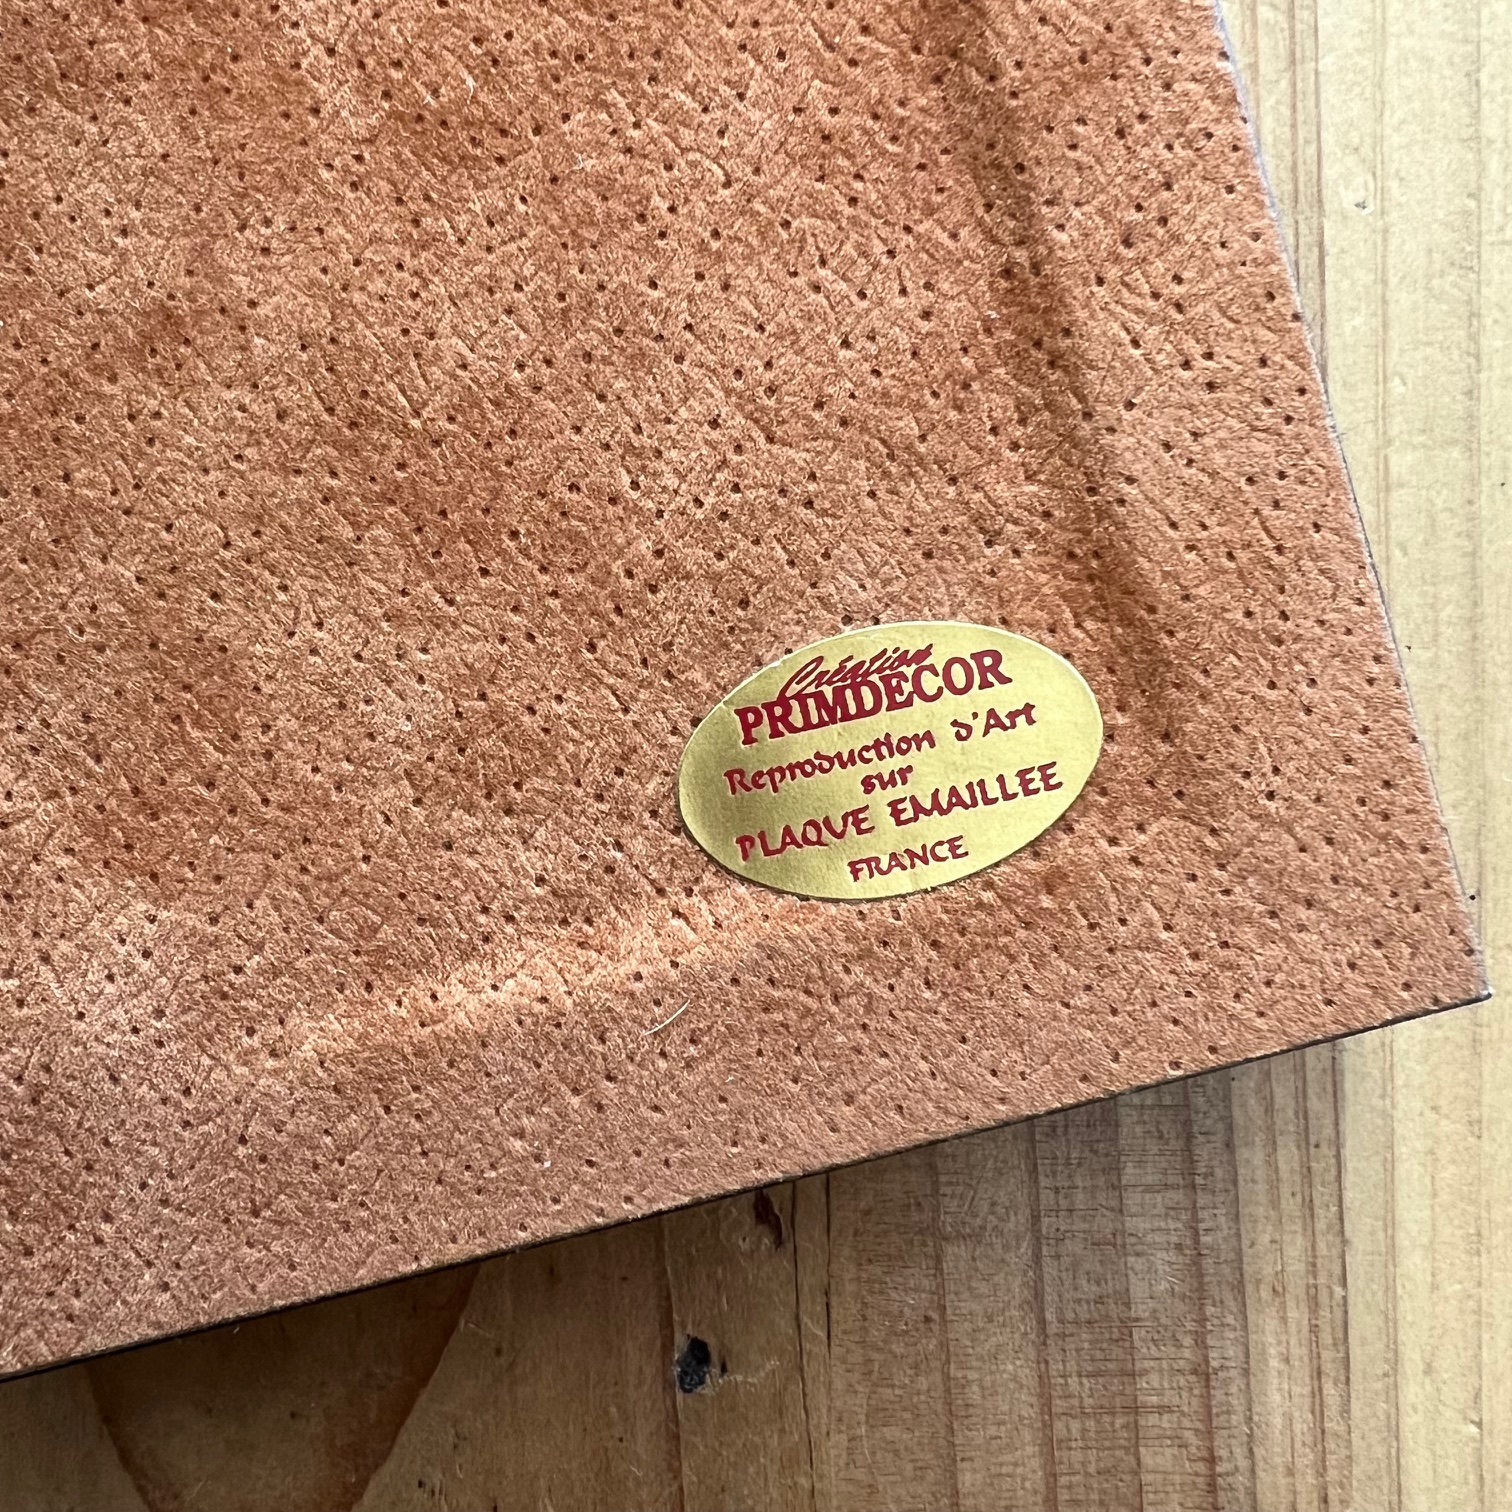 Création
PRIMDECOR
Reproduction d'Art
sur
PLAQUE EMAILLEE
FRANCE